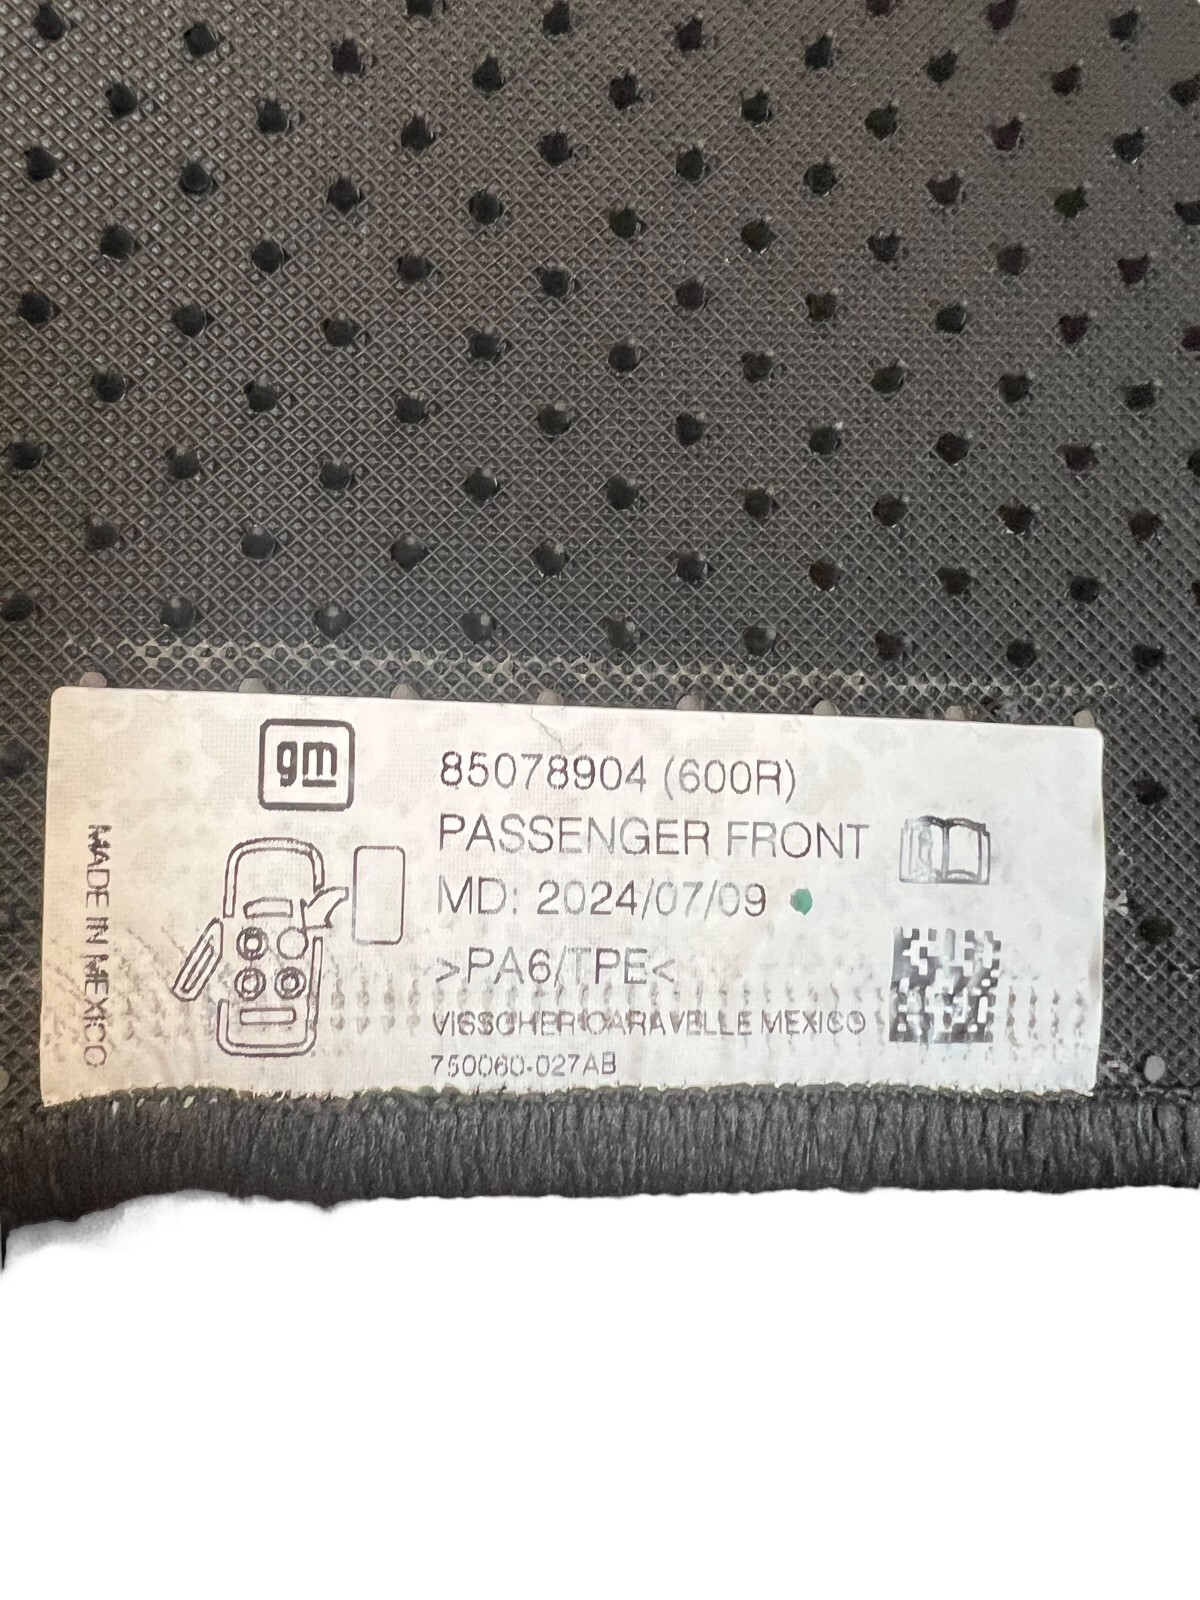 gm
85078904 (600R)
PASSENGER FRONT
MD: 2024/07/09
>PA6/TPE<
VISSCHER CARAVELLE MEXICO
750060-027AB
MADE IN MEXICO